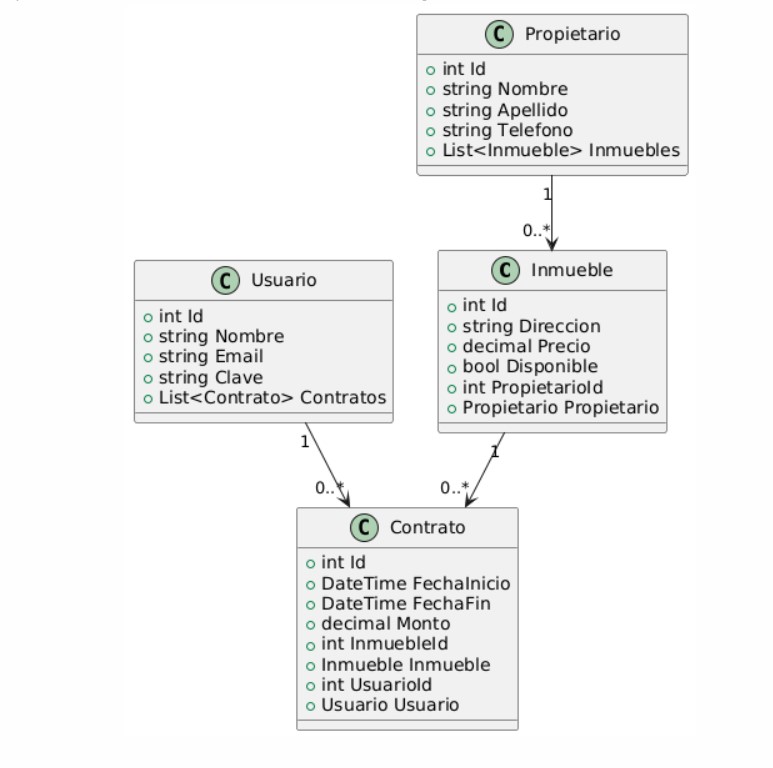 C Propietario
int Id
string Nombre
string Apellido
string Telefono
List<Inmueble> Inmuebles
1
0..*
C Usuario
int Id
string Nombre
string Email
string Clave
List<Contrato> Contratos
C Inmueble
int Id
string Direccion
decimal Precio
bool Disponible
int PropietarioId
Propietario Propietario
1
0..*
1
0..*
C Contrato
int Id
DateTime FechaInicio
DateTime FechaFin
decimal Monto
int InmuebleId
Inmueble Inmueble
int UsuarioId
Usuario Usuario